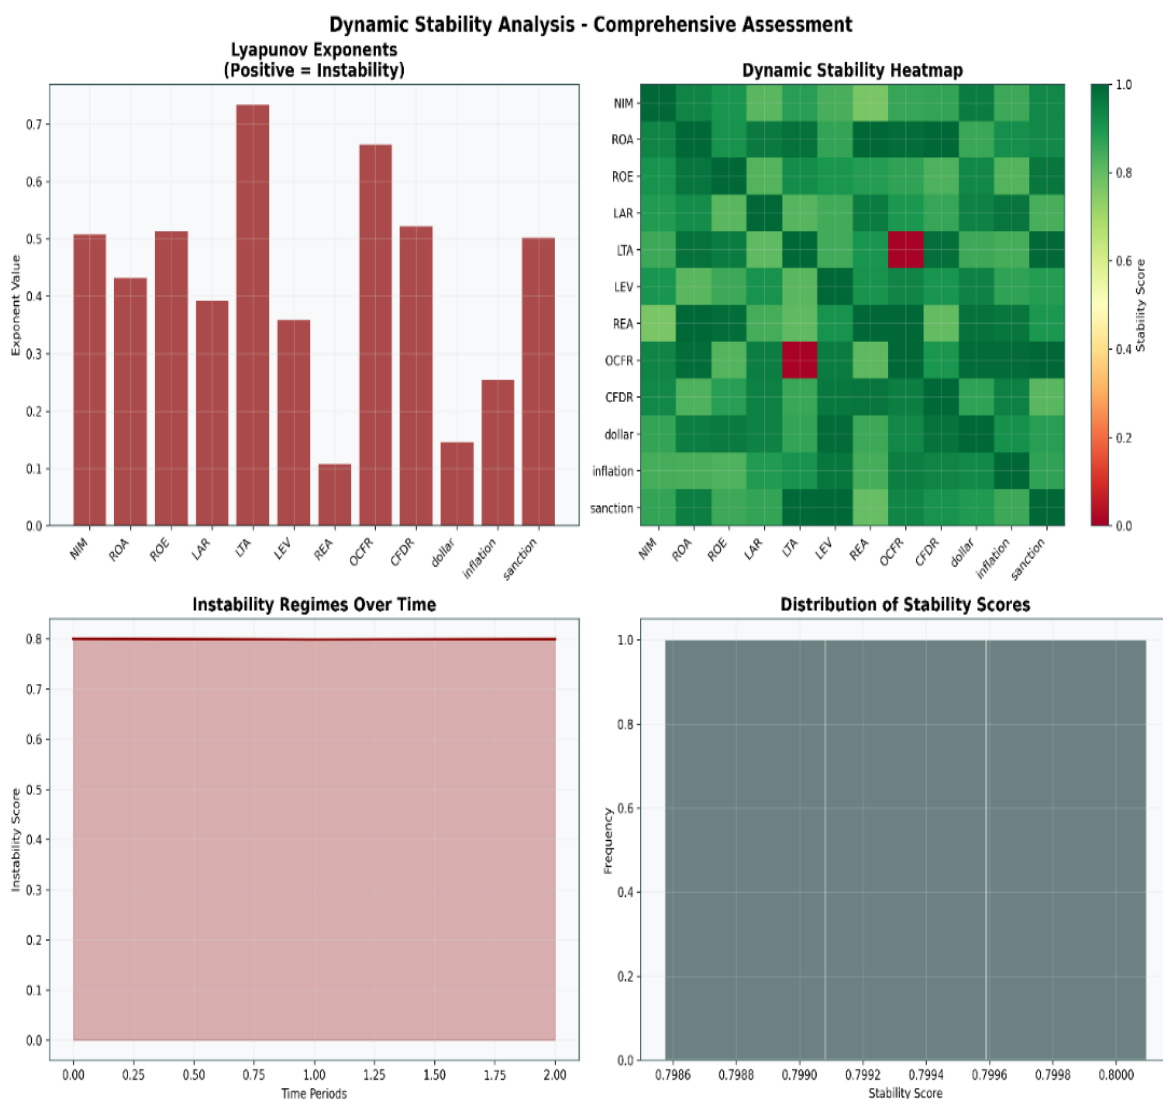 Dynamic Stability Analysis - Comprehensive Assessment
Lyapunov Exponents
(Positive = Instability)
Exponent Value
0.7
0.6
0.5
0.4
0.3
0.2
0.1
0.0
NIM
ROA
ROE
LAR
LTA
LEV
REA
OCFR
CFDR
dollar
inflation
sanction
Dynamic Stability Heatmap
NIM
ROA
ROE
LAR
LTA
LEV
REA
OCFR
CFDR
dollar
inflation
sanction
NIM
ROA
ROE
LAR
LTA
LEV
REA
OCFR
CFDR
dollar
inflation
sanction
1.0
0.8
0.6
0.4
0.2
0.0
Stability Score
Instability Regimes Over Time
Instability Score
0.8
0.7
0.6
0.5
0.4
0.3
0.2
0.1
0.0
0.00
0.25
0.50
0.75
1.00
1.25
1.50
1.75
2.00
Time Periods
Distribution of Stability Scores
Frequency
1.0
0.8
0.6
0.4
0.2
0.0
0.7986
0.7988
0.7990
0.7992
0.7994
0.7996
0.7998
0.8000
Stability Score